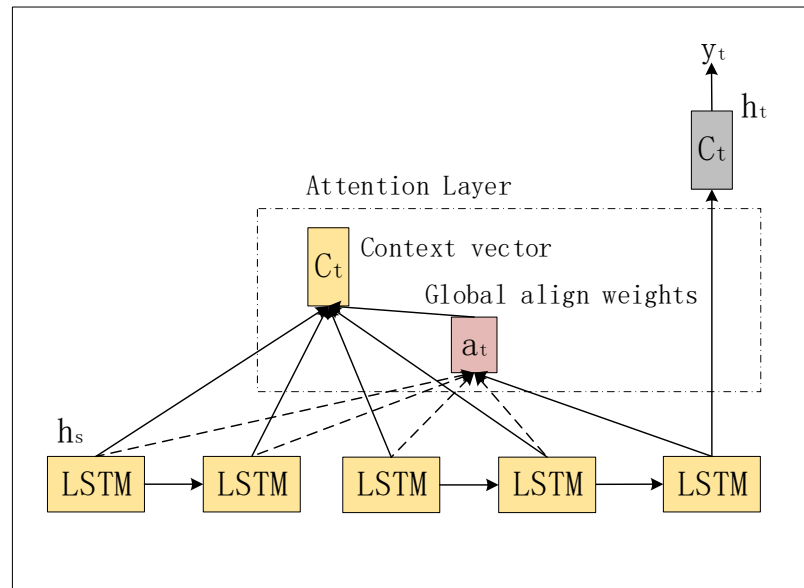 yt
ht
Ct
Attention Layer
Context vector
Ct
Global align weights
at
hs
LSTM LSTM LSTM LSTM LSTM